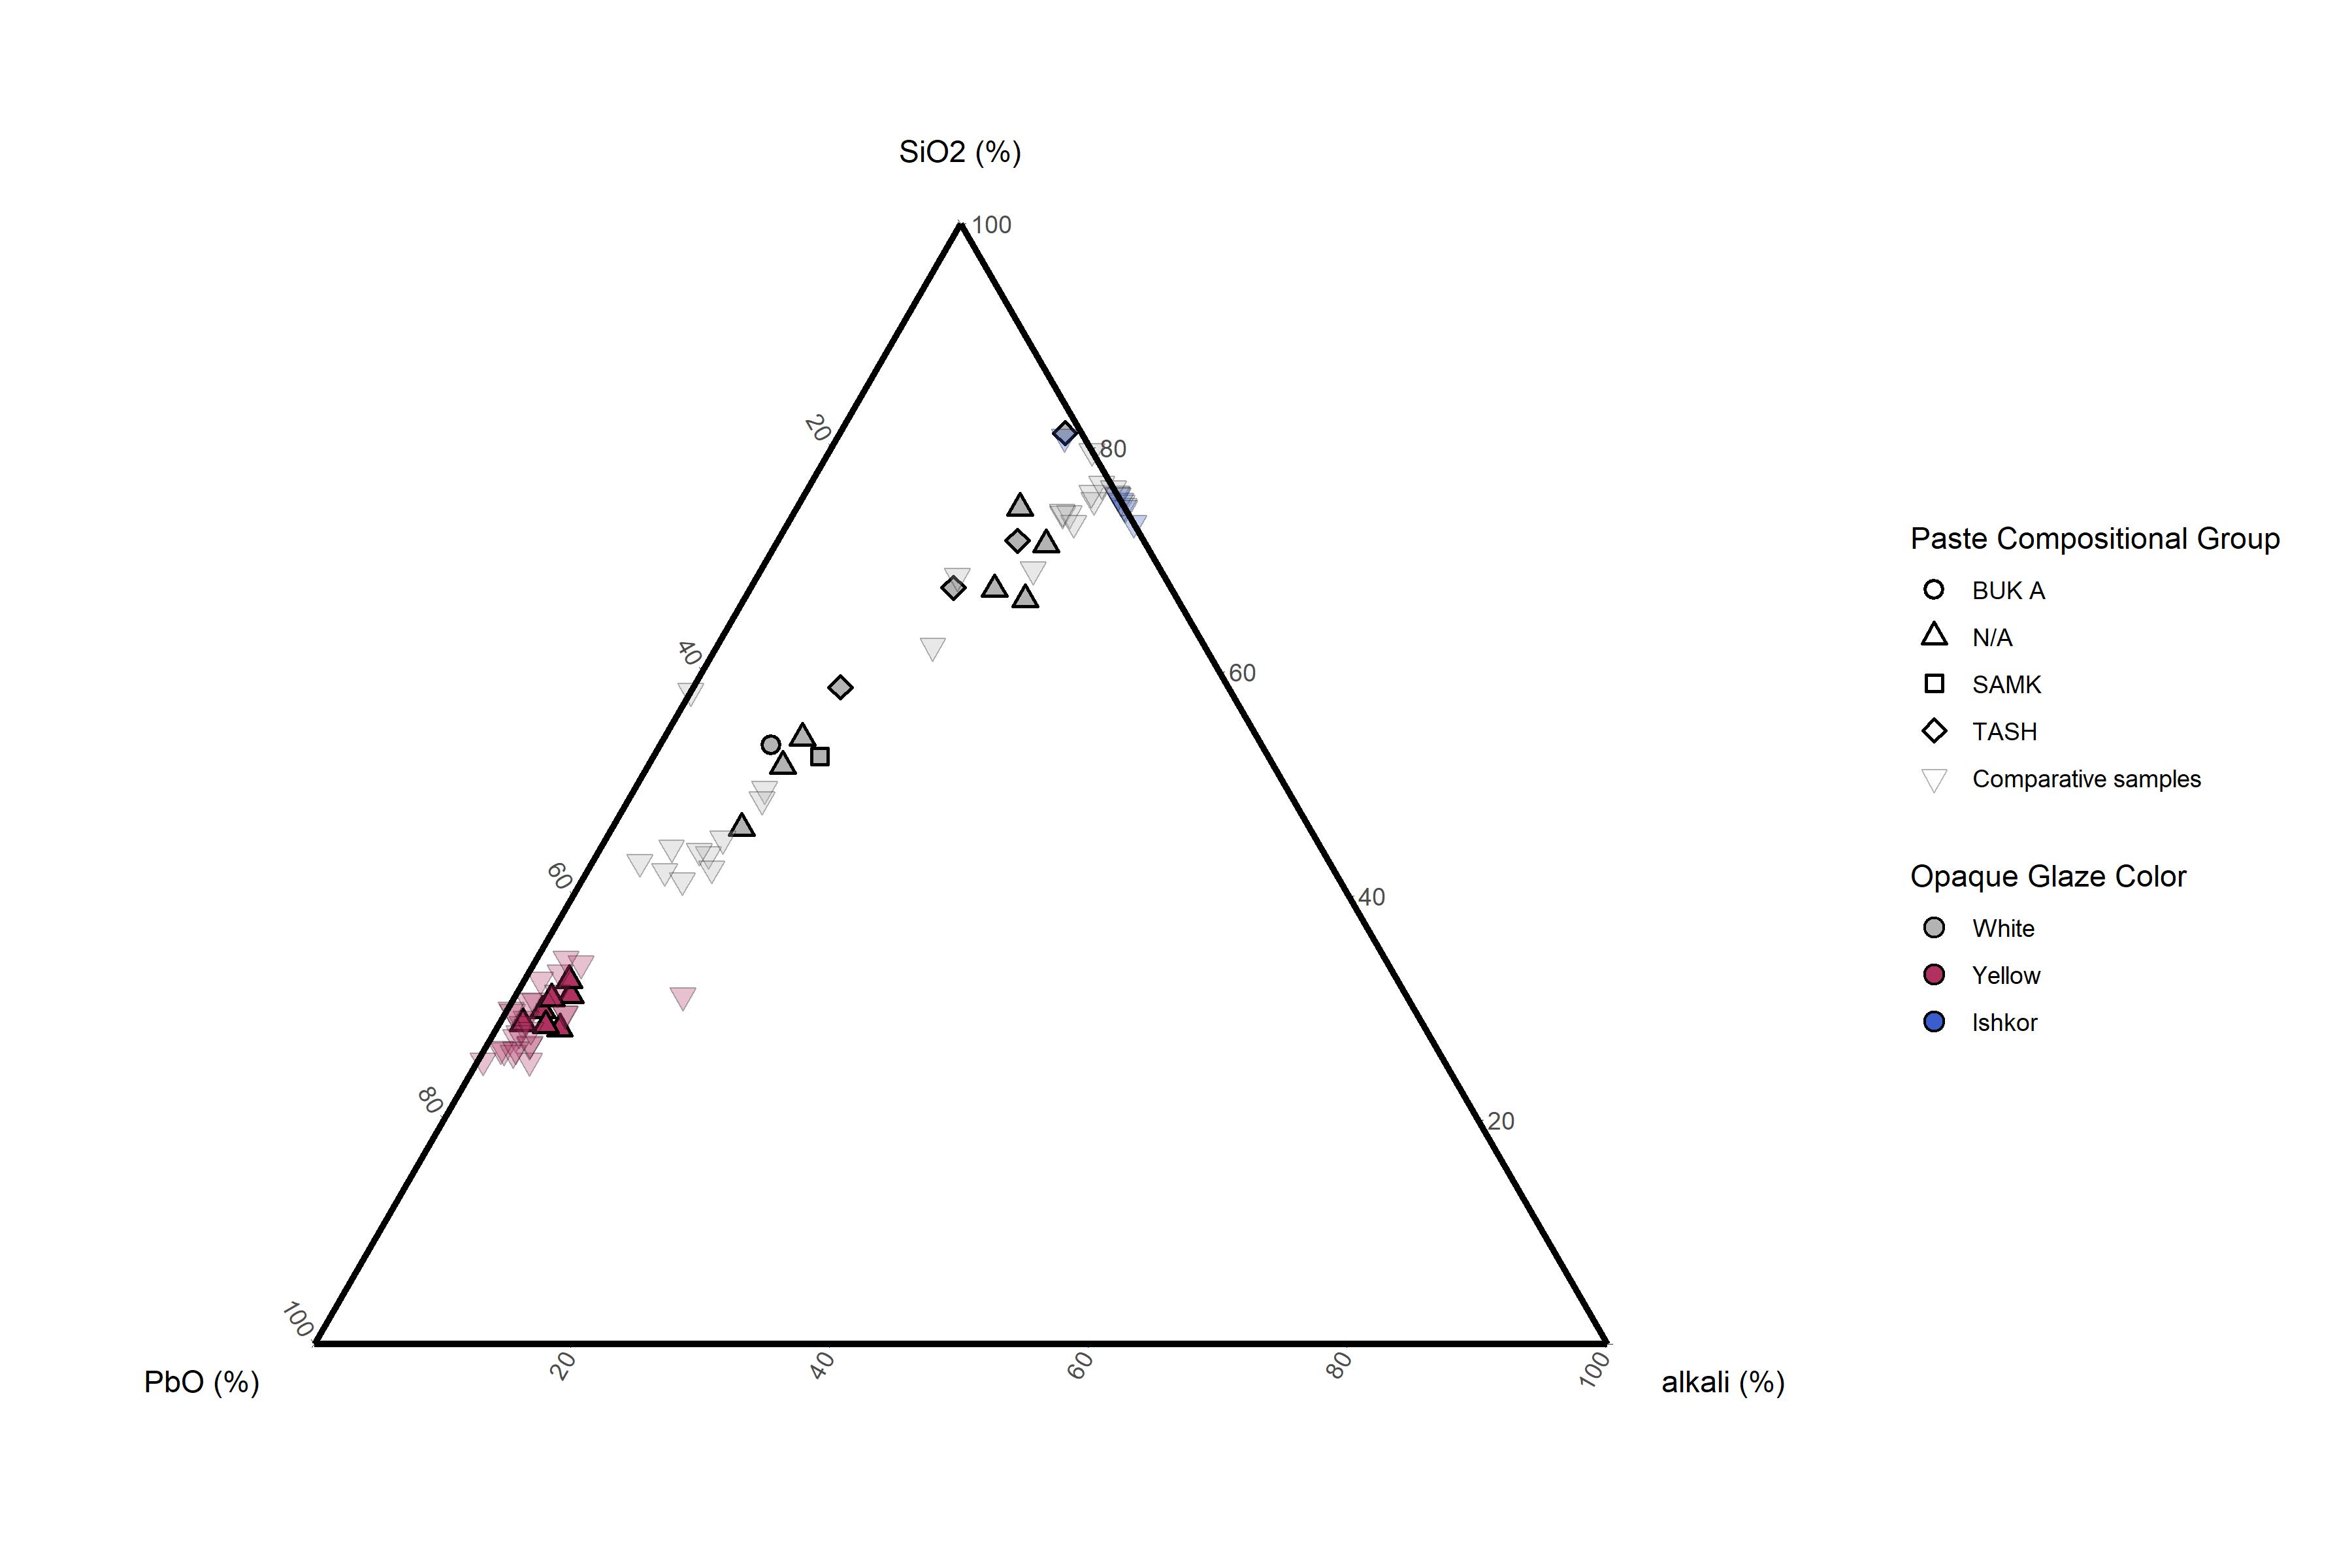 SiO2 (%)
100
20
80
40
60
60
40
80
20
100
20
40
60
80
100
PbO (%)
alkali (%)
Paste Compositional Group
BUK A
N/A
SAMK
TASH
Comparative samples
Opaque Glaze Color
White
Yellow
Ishkor